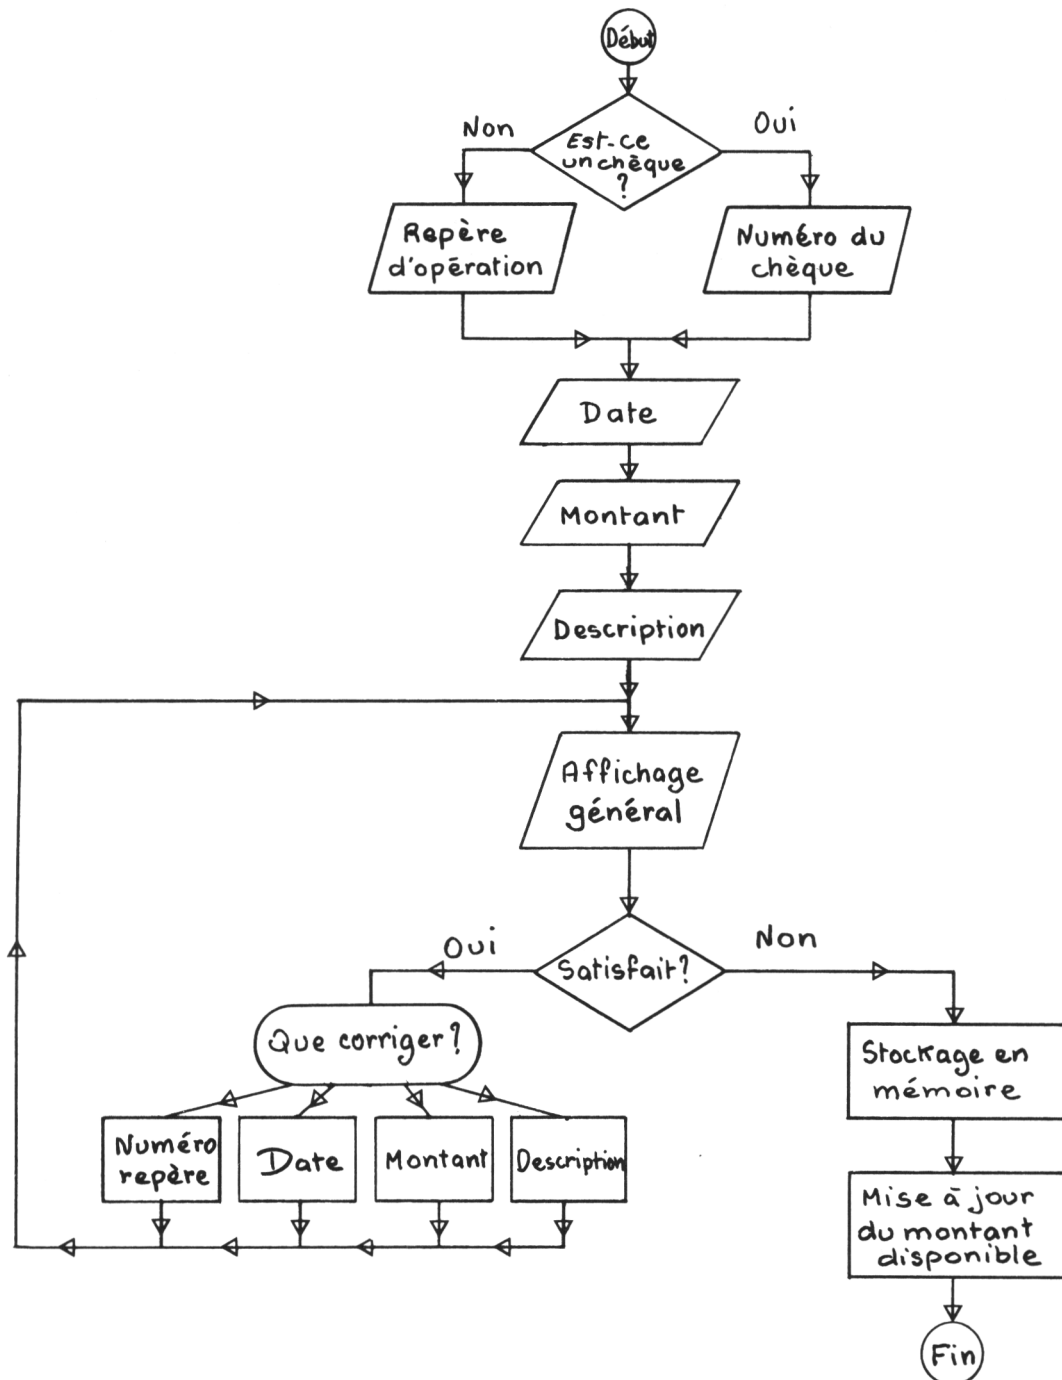 Début
Non
Oui
Est-ce
un chèque
?
Repère
d'opération
Numéro du
chèque
Date
Montant
Description
Affichage
général
Oui
Non
Satisfait?
Que corriger?
Stockage en
mémoire
Numéro
repère
Date
Montant
Description
Mise à jour
du montant
disponible
Fin